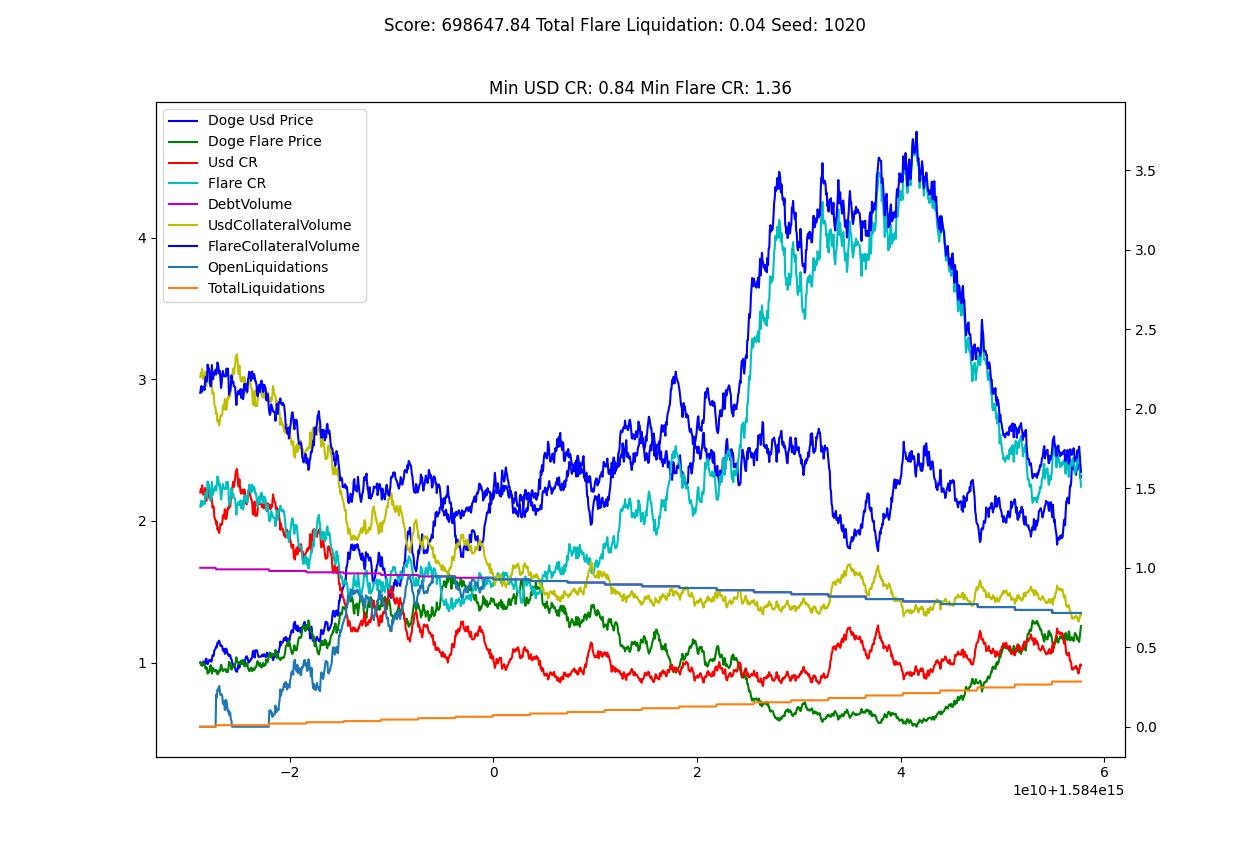 Score: 698647.84 Total Flare Liquidation: 0.04 Seed: 1020
Min USD CR: 0.84 Min Flare CR: 1.36
Doge Usd Price
Doge Flare Price
Usd CR
Flare CR
DebtVolume
UsdCollateralVolume
FlareCollateralVolume
OpenLiquidations
TotalLiquidations
4
3
2
1
3.5
3.0
2.5
2.0
1.5
1.0
0.5
0.0
−2 0 2 4 6
1e10+1.584e15